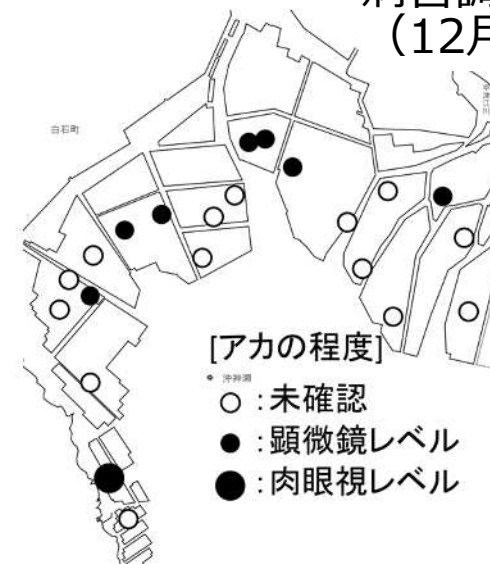 （12月
白石町
[アカの程度]
沖神瀬
○ : 未確認
● : 顕微鏡レベル
● : 肉眼視レベル